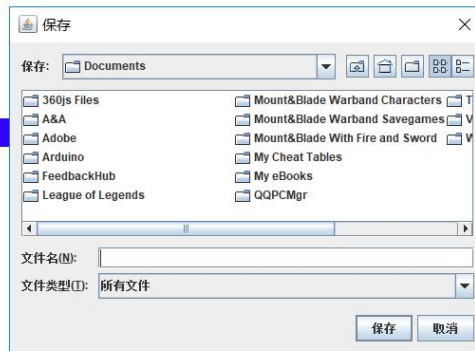 保存
保存: Documents
360js Files
A&A
Adobe
Arduino
FeedbackHub
League of Legends
Mount&Blade Warband Characters
Mount&Blade Warband Savegames
Mount&Blade With Fire and Sword
My Cheat Tables
My eBooks
QQPCMgr
T
V
W
文件名(N):
文件类型(T): 所有文件
保存 取消